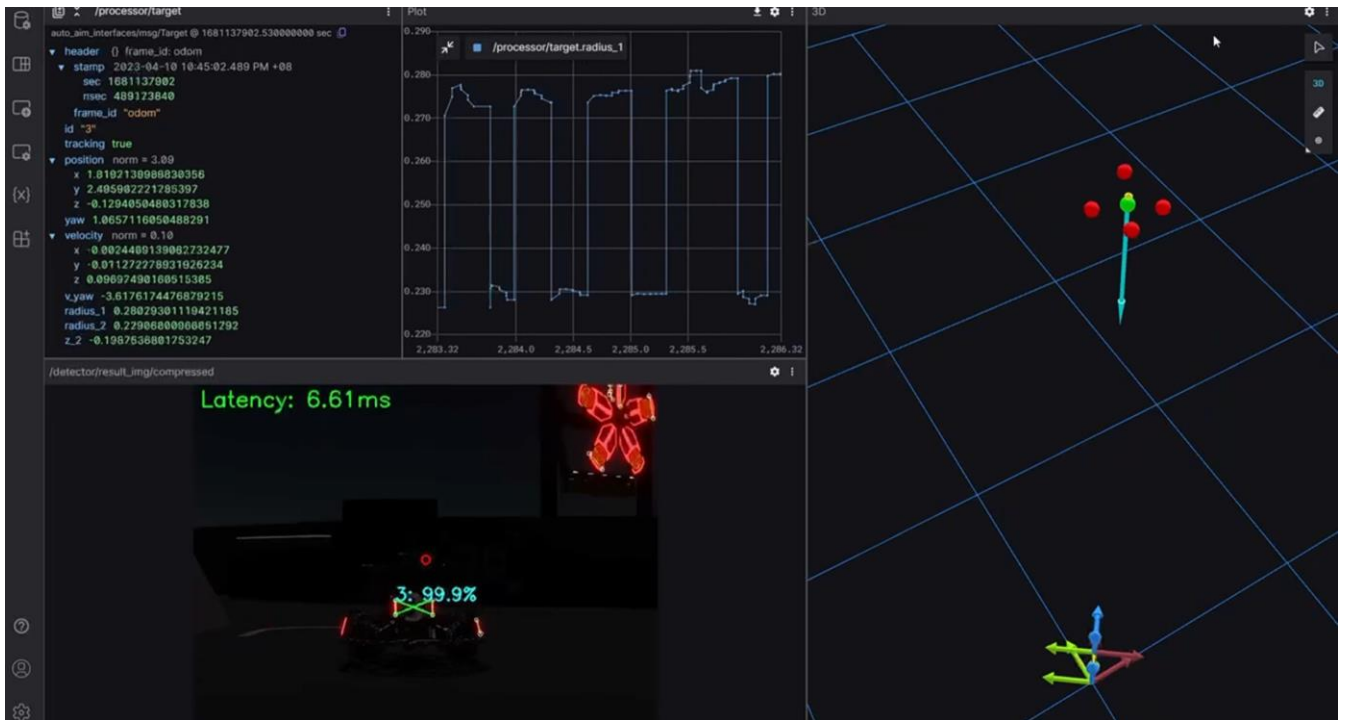 /processor/target
auto_aim_interfaces/msg/Target @ 1681137902.530000000 sec
header {} frame_id: odom
stamp 2023-04-10 10:45:02.489 PM +08
sec 1681137902
nsec 489123840
frame_id "odom"
id "3"
tracking true
position norm = 3.09
x 1.8192138986830356
y 2.495902221285397
z -0.1294050480317838
yaw 1.0657116050488291
velocity norm = 0.10
x -0.0024489139062732477
y -0.011272278931926234
z 0.09697490160515385
v_yaw -3.6176174476879215
radius_1 0.28029301119421185
radius_2 0.22906800966851292
z_2 -0.1987538801753247
Plot
/processor/target.radius_1
0.290
0.280
0.270
0.260
0.250
0.240
0.230
0.220
2,283.32 2,284.0 2,284.5 2,285.0 2,285.5 2,286.32
3D
3D
/detector/result_img/compressed
Latency: 6.61ms
3: 99.9%